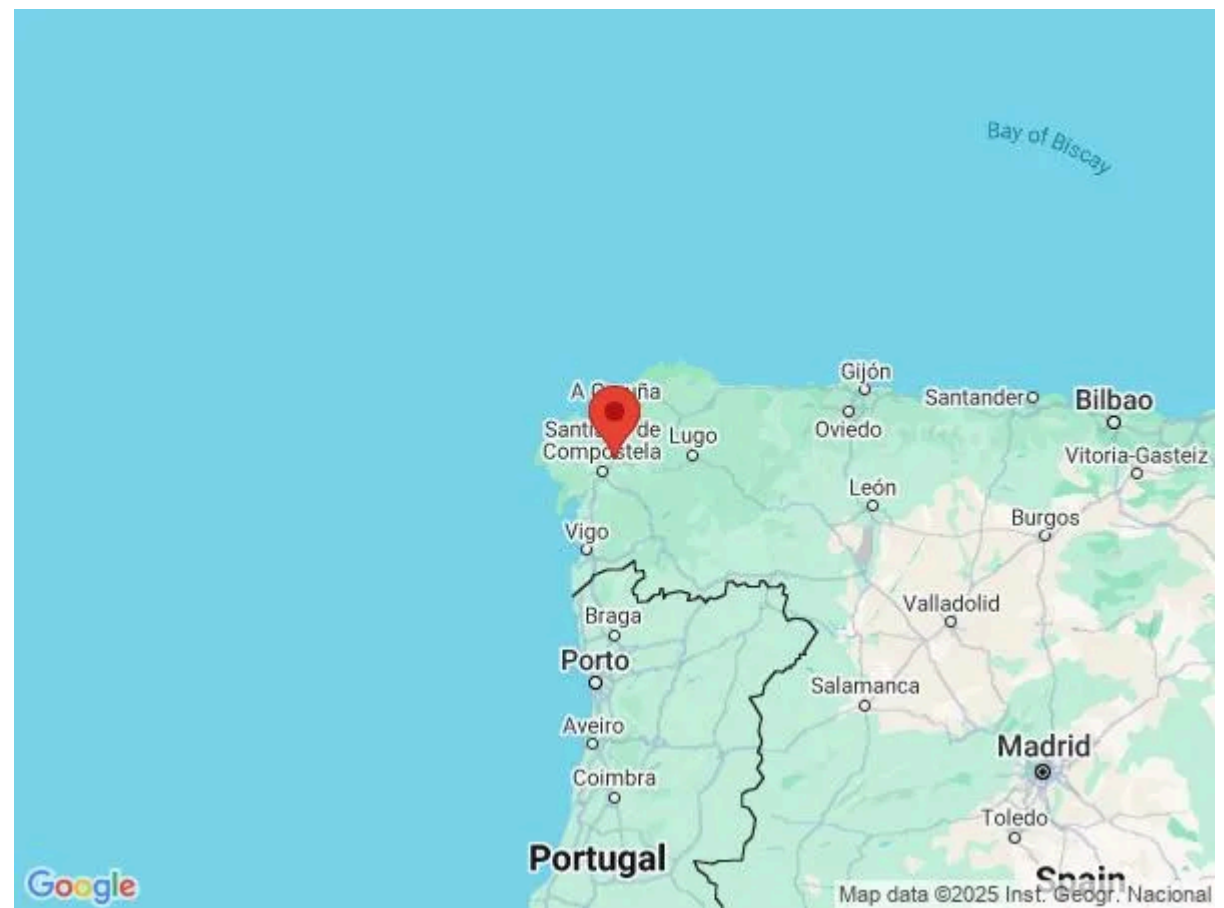 Bay of Biscay
Gijón
A Coruña
Santander
Bilbao
Oviedo
Santiago de
Compostela
Lugo
Vitoria-Gasteiz
León
Burgos
Vigo
Valladolid
Braga
Porto
Salamanca
Aveiro
Madrid
Coimbra
Toledo
Portugal
Spain
Google
Map data ©2025 Inst. Geogr. Nacional